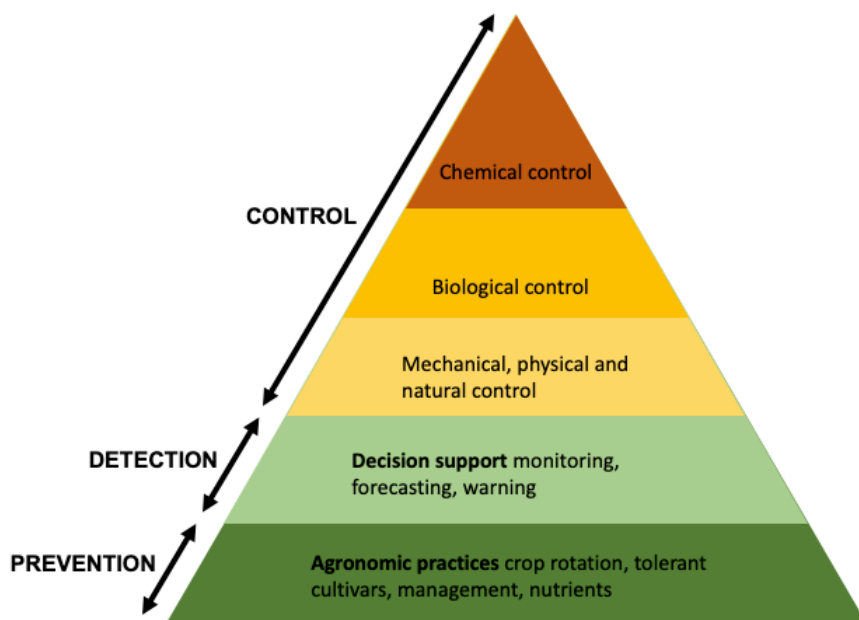 Chemical control
CONTROL
Biological control
Mechanical, physical and
natural control
DETECTION
Decision support monitoring,
forecasting, warning
PREVENTION
Agronomic practices crop rotation, tolerant
cultivars, management, nutrients